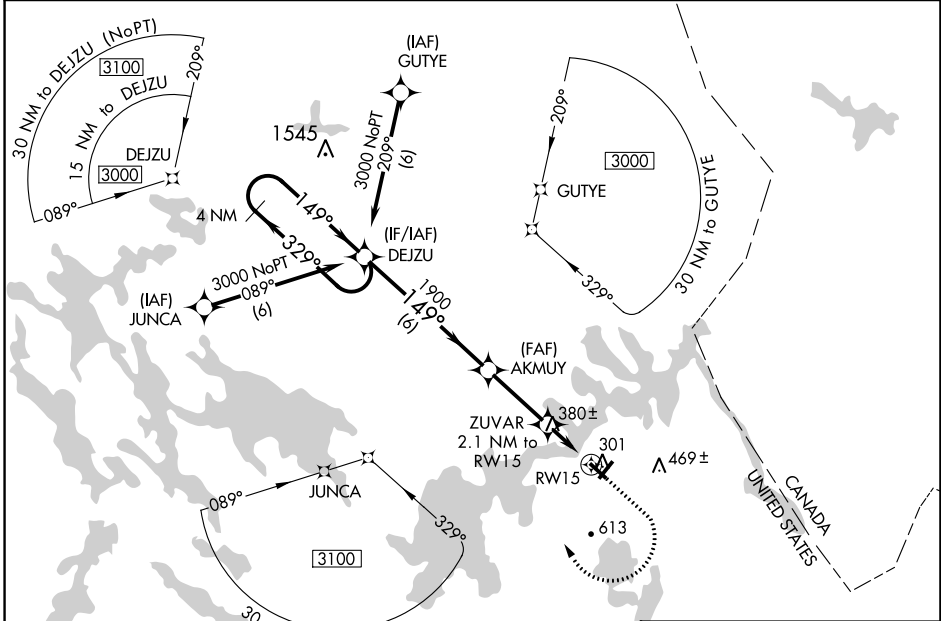 30 NM to DEJZU (NoPT)
3100
209°
15 NM to DEJZU
DEJZU
3000
089°
(IAF)
GUTYE
1545
3000 NoPT
209°
(6)
4 NM
149°
329°
(IF/IAF)
DEJZU
3000 NoPT
089°
(6)
(IAF)
JUNCA
1900
149°
(6)
(FAF)
AKMUY
ZUVAR
2.1 NM to
RW15
380±
301
RW15
469±
613
209°
3000
GUTYE
30 NM to GUTYE
329°
089°
JUNCA
329°
3100
30
CANADA
UNITED STATES